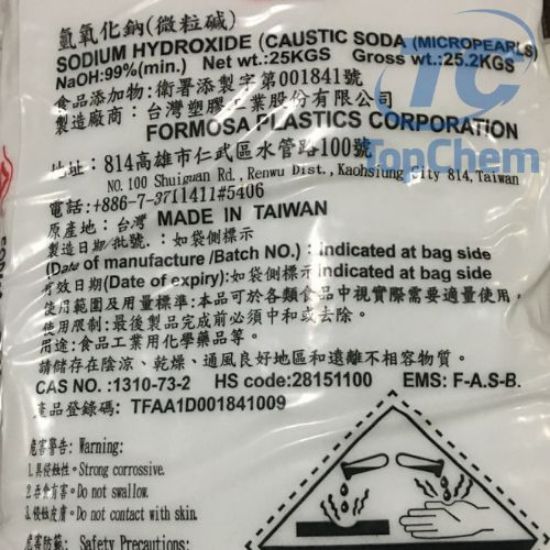 氫氧化鈉(微粒鹼)
SODIUM HYDROXIDE (CAUSTIC SODA (MICROPEARLS)
NaOH:99%(min.) Net wt.:25KGS Gross wt.:25.2KGS
食品添加物:衛署添製字第001841號
製造廠商：台灣塑膠工業股份有限公司
FORMOSA PLASTICS CORPORATION
TC
TopChem
地址：814高雄市仁武區水管路100號
NO. 100 Shuiguan Rd., Renwu Dist., Kaohsiung City 814, Taiwan
電話:+886-7-3711411#5406
原產地：台灣 MADE IN TAIWAN
製造日期/批號.：如袋側標示
(Date of manufacture /Batch NO.)：Indicated at bag side
有效日期(Date of expiry):如袋側標示 Indicated at bag side
使用範圍及用量標準:本品可於各類食品中視實際需要適量使用,
使用限制:最後製品完成前必須中和或去除。
用途:食品工業用化學藥品等。
請儲存在陰涼、乾燥、通風良好地區和遠離不相容物質。
CAS NO.:1310-73-2 HS code:28151100 EMS: F-A.S-B.
產品登錄碼: TFAA1D001841009
危害警告: Warning:
1.具侵蝕性。Strong corrossive.
2.吞食有害。Do not swallow.
3.侵蝕皮膚。Do not contact with skin.
危害防範: Safety Precautions: